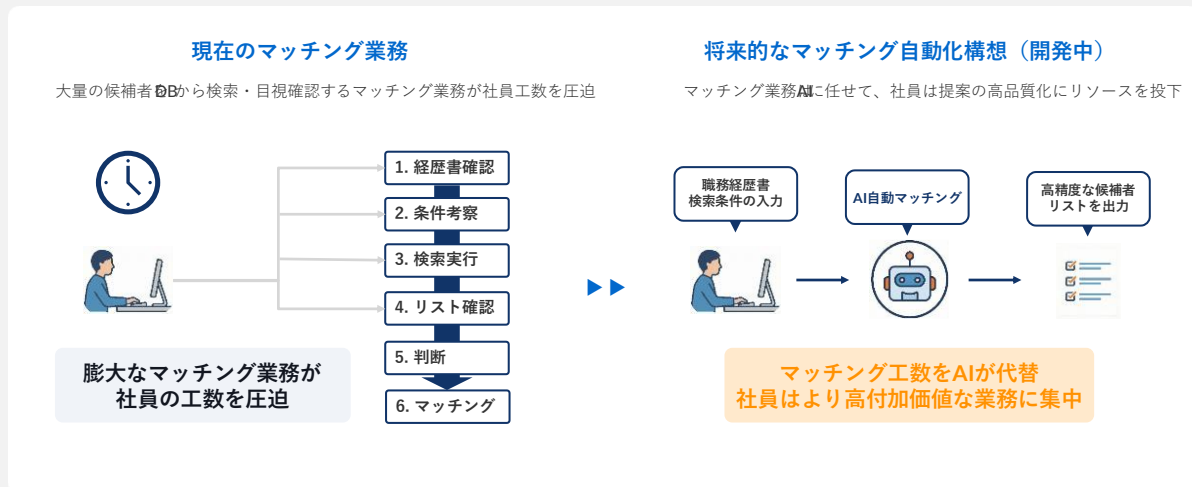 現在のマッチング業務
大量の候補者DBから検索・目視確認するマッチング業務が社員工数を圧迫
1. 経歴書確認
2. 条件考察
3. 検索実行
4. リスト確認
5. 判断
6. マッチング
膨大なマッチング業務が
社員の工数を圧迫
将来的なマッチング自動化構想（開発中）
マッチング業務はAIに任せて、社員は提案の高品質化にリソースを投下
職務経歴書
検索条件の入力
AI自動マッチング
高精度な候補者
リストを出力
マッチング工数をAIが代替
社員はより高付加価値な業務に集中